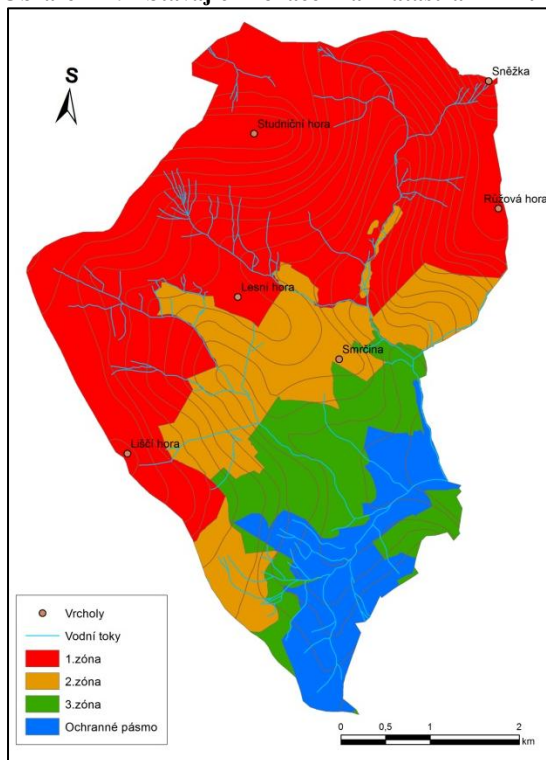 S
Sněžka
Studniční hora
Růžová hora
Lesní hora
Smrčina
Liščí hora
Vrcholy
Vodní toky
1.zóna
2.zóna
3.zóna
Ochranné pásmo
0 0,5 1 2
km